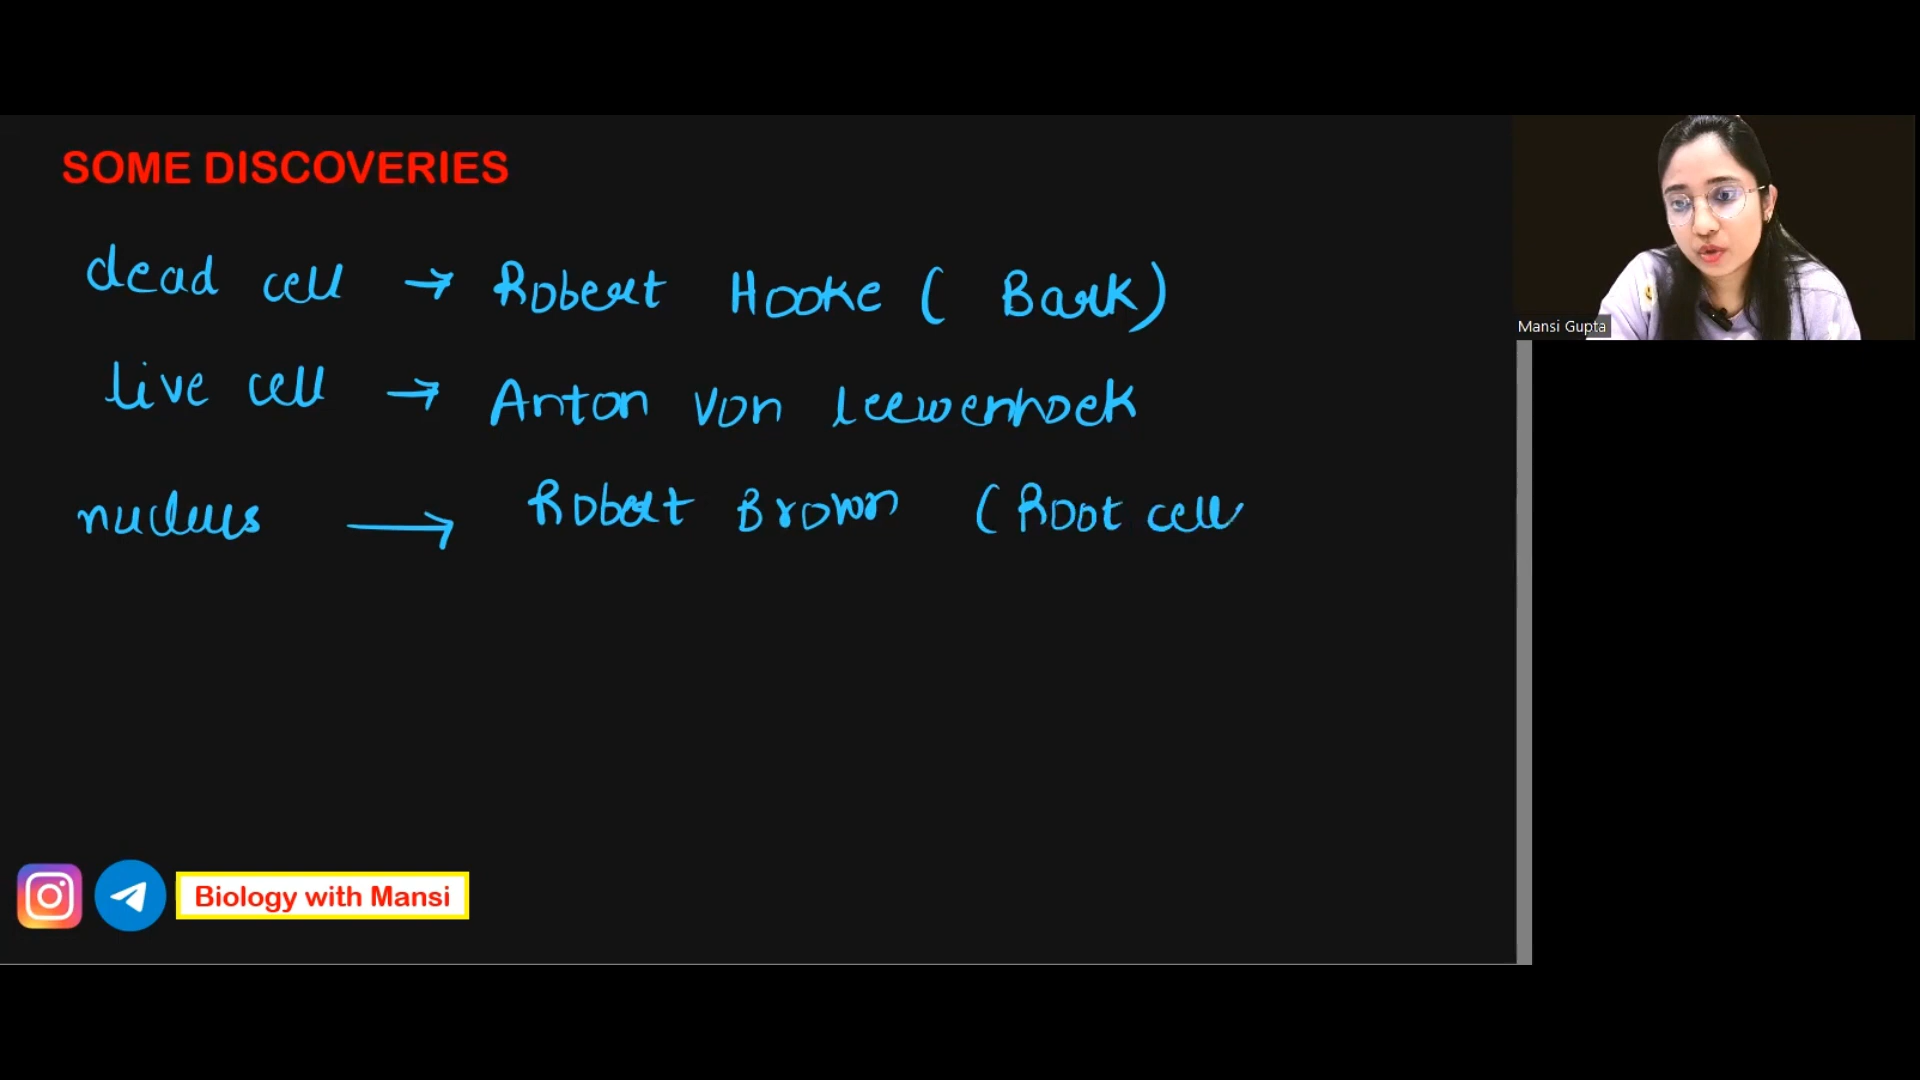 SOME DISCOVERIES
dead cell → Robert Hooke ( Bark)
live cell → Anton von leewenhoek
nucleus → Robert Brown (Root cell
Mansi Gupta
Biology with Mansi